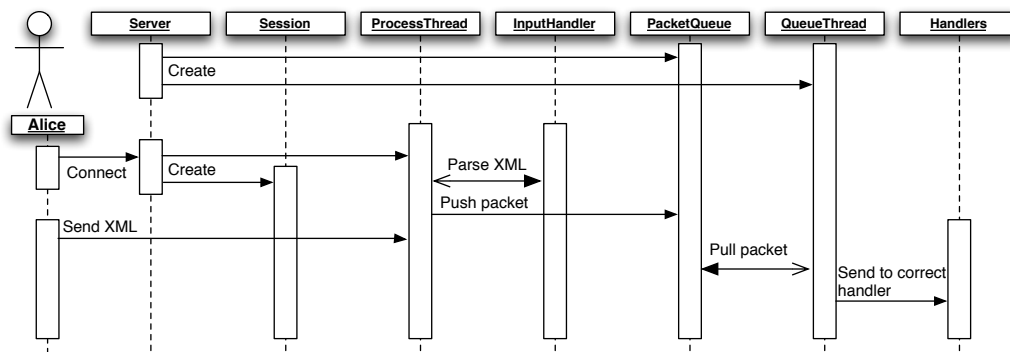 Server
Session
ProcessThread
InputHandler
PacketQueue
QueueThread
Handlers
Create
Alice
Connect
Create
Parse XML
Push packet
Send XML
Pull packet
Send to correct
handler